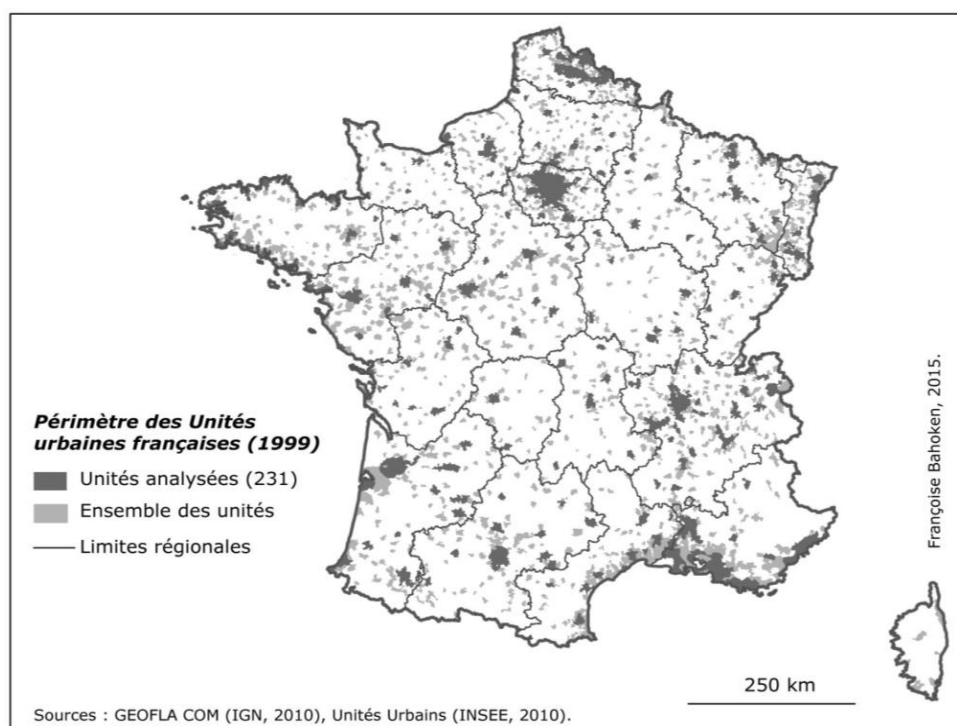 Périmètre des Unités
urbaines françaises (1999)
Unités analysées (231)
Ensemble des unités
Limites régionales
Françoise Bahoken, 2015.
250 km
Sources : GEOFLA COM (IGN, 2010), Unités Urbains (INSEE, 2010).